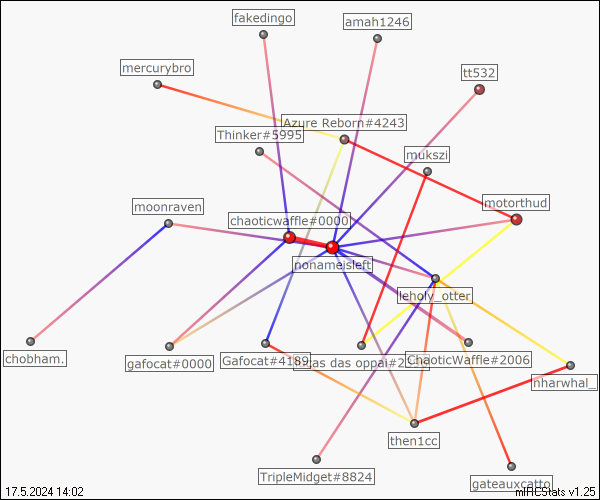 fakedingo
amah1246
mercurybro
tt532
Azure Reborn#4243
Thinker#5995
mukszi
moonraven
motorthud
chaoticwaffle#0000
nonameisleft
leholy_otter
chobham.
gafocat#0000
Gafocat#4189
das oppai#2
ChaoticWaffle#2006
nharwhal_
then1cc
TripleMidget#8824
gateauxcatto
17.5.2024 14:02
mIRCStats v1.25